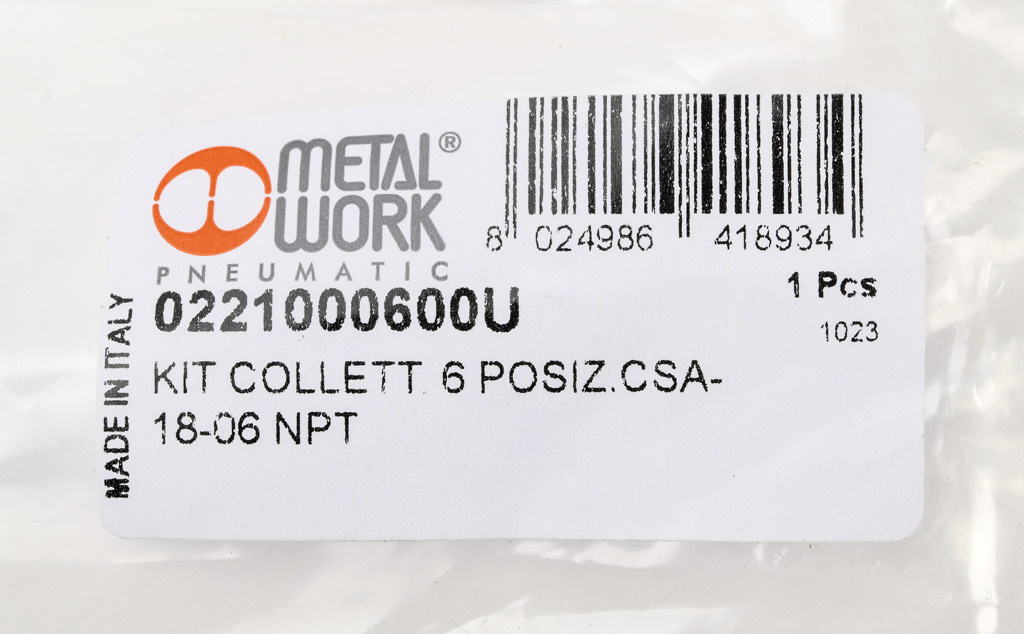 METAL®
WORK
PNEUMATIC
8 024986 418934
0221000600U
1 Pcs
1023
KIT COLLETT 6 POSIZ.CSA-
18-06 NPT
MADE IN ITALY